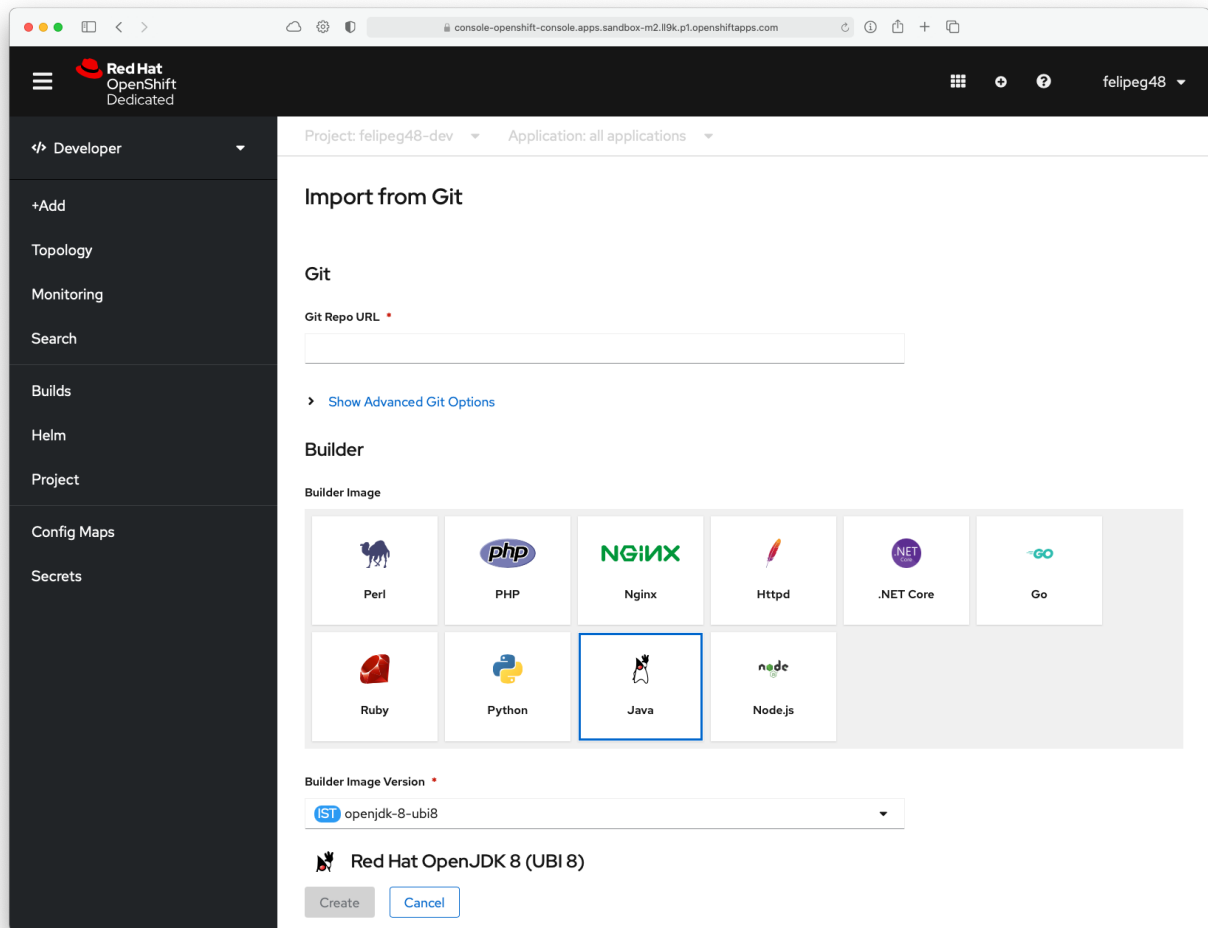 console-openshift-console.apps.sandbox-m2.ll9k.p1.openshiftapps.com
Red Hat
OpenShift
Dedicated
felipeg48
Developer
Project: felipeg48-dev
Application: all applications
+Add
Topology
Monitoring
Search
Builds
Helm
Project
Config Maps
Secrets
Import from Git
Git
Git Repo URL *
Show Advanced Git Options
Builder
Builder Image
php
NGiNX
.NET
Core
GO
Perl
PHP
Nginx
Httpd
.NET Core
Go
node
Ruby
Python
Java
Node.js
Builder Image Version *
IST openjdk-8-ubi8
Red Hat OpenJDK 8 (UBI 8)
Create
Cancel